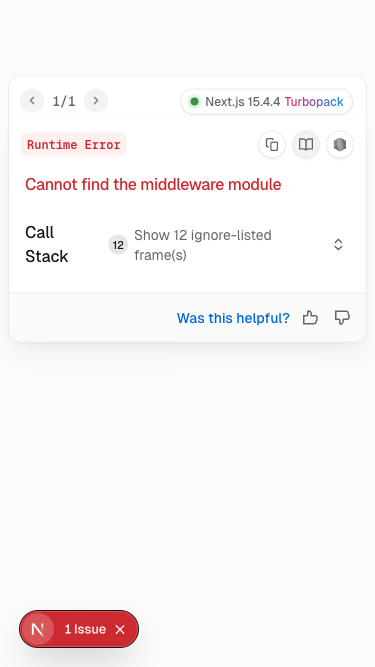 1/1
Next.js 15.4.4 Turbopack
Runtime Error
Cannot find the middleware module
Call
Stack
12
Show 12 ignore-listed
frame(s)
Was this helpful?
N
1 Issue